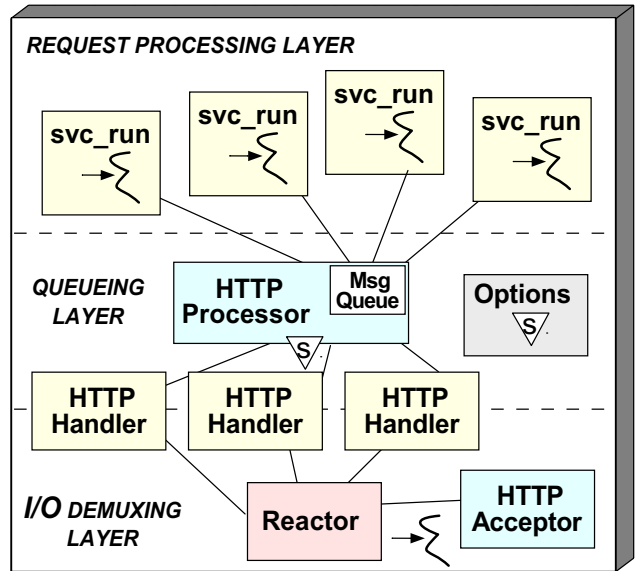 REQUEST PROCESSING LAYER
svc_run
svc_run
svc_run
svc_run
QUEUEING
LAYER
HTTP
Processor
Msg
Queue
S
Options
S
HTTP
Handler
HTTP
Handler
HTTP
Handler
I/O DEMUXING
LAYER
Reactor
HTTP
Acceptor